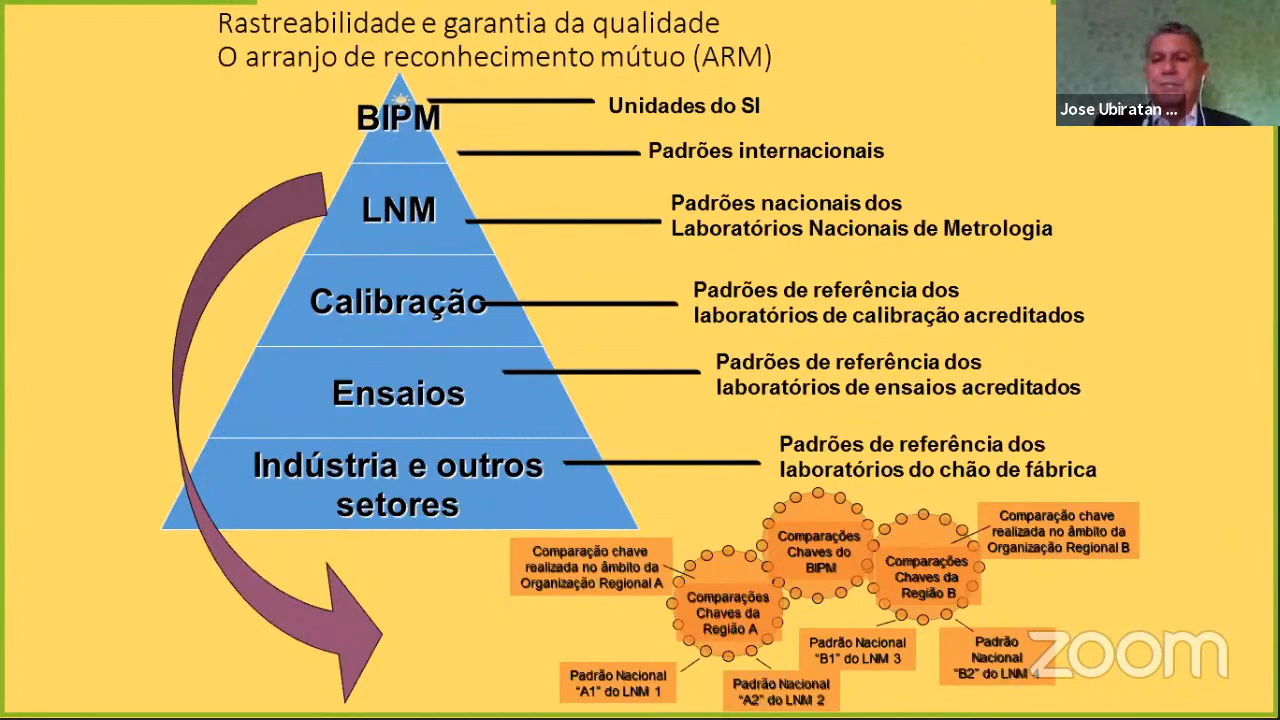 Rastreabilidade e garantia da qualidade
O arranjo de reconhecimento mútuo (ARM)
Jose Ubiratan ...
BIPM
Unidades do SI
Padrões internacionais
LNM
Padrões nacionais dos
Laboratórios Nacionais de Metrologia
Calibração
Padrões de referência dos
laboratórios de calibração acreditados
Ensaios
Padrões de referência dos
laboratórios de ensaios acreditados
Indústria e outros
setores
Padrões de referência dos
laboratórios do chão de fábrica
Comparação chave
realizada no âmbito da
Organização Regional A
Comparações
Chaves da
Região A
Comparações
Chaves do
BIPM
Comparações
Chaves da
Região B
Comparação chave
realizada no âmbito da
Organização Regional B
Padrão Nacional
“A1” do LNM 1
Padrão Nacional
“A2” do LNM 2
Padrão Nacional
“B1” do LNM 3
Padrão
Nacional
“B2” do LNM 4
zoom